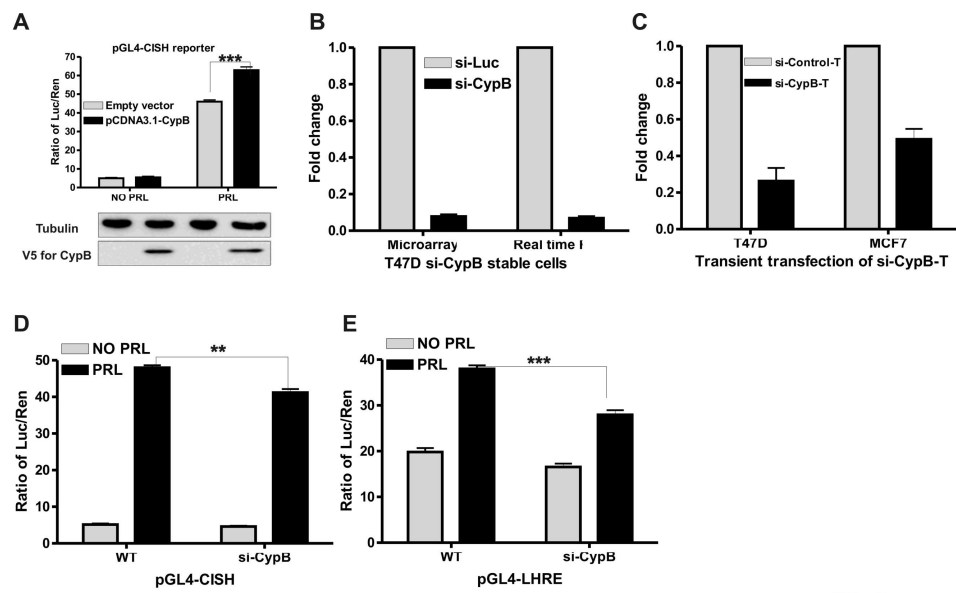 A
pGL4-CISH reporter
***
Ratio of Luc/Ren
70
60
50
40
30
20
10
0
Empty vector
pCDNA3.1-CypB
NO PRL PRL
Tubulin
V5 for CypB
B
Fold change
1.0
0.8
0.6
0.4
0.2
0.0
si-Luc
si-CypB
Microarray Real time
T47D si-CypB stable cells
C
Fold change
1.0
0.8
0.6
0.4
0.2
0.0
si-Control-T
si-CypB-T
T47D MCF7
Transient transfection of si-CypB-T
D
NO PRL
PRL
**
Ratio of Luc/Ren
50
40
30
20
10
0
WT si-CypB
pGL4-CISH
E
NO PRL
PRL
***
Ratio of Luc/Ren
40
30
20
10
0
WT si-CypB
pGL4-LHRE